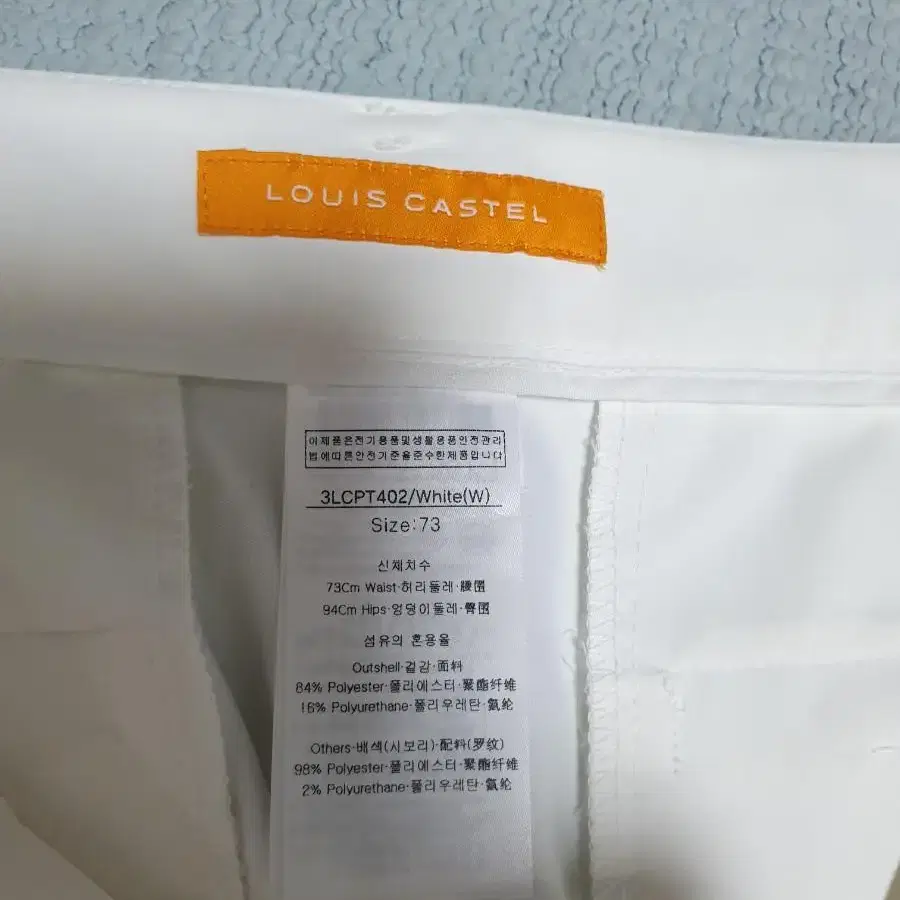 LOUIS CASTEL
이 제품은전기용품및생활용품안전관리
법에따른안전기준을준수한제품입니다
3LCPT402/White(W)
Size:73
신체치수
73Cm Waist·허리둘레·腰围
94Cm Hips·엉덩이둘레·臀围
섬유의 혼용율
Outshell·겉감·面料
84% Polyester·폴리에스터·聚酯纤维
16% Polyurethane·폴리우레탄·氨纶
Others·배색(시보리)·配料(罗纹)
98% Polyester·폴리에스터·聚酯纤维
2% Polyurethane·폴리우레탄·氨纶